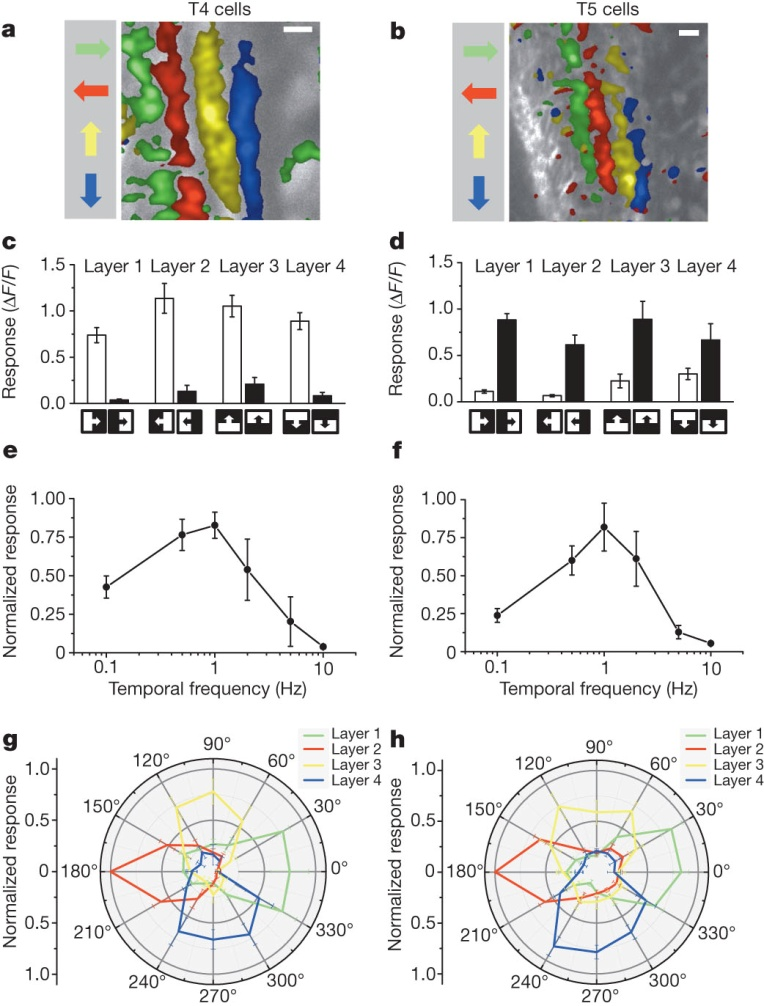 T4 cells
T5 cells
a
b
c
d
Layer 1 Layer 2 Layer 3 Layer 4
Layer 1 Layer 2 Layer 3 Layer 4
Response (ΔF/F)
1.5
1.0
0.5
0.0
Response (ΔF/F)
1.5
1.0
0.5
0.0
e
f
Normalized response
1.00
0.75
0.50
0.25
0
0.1 1 10
Temporal frequency (Hz)
Normalized response
1.00
0.75
0.50
0.25
0
0.1 1 10
Temporal frequency (Hz)
g
h
Layer 1
Layer 2
Layer 3
Layer 4
Normalized response
1.0
0.5
0
0.5
1.0
90°
120° 60°
150° 30°
180° 0°
210° 330°
240° 300°
270°
Layer 1
Layer 2
Layer 3
Layer 4
Normalized response
1.0
0.5
0
0.5
1.0
90°
120° 60°
150° 30°
180° 0°
210° 330°
240° 300°
270°